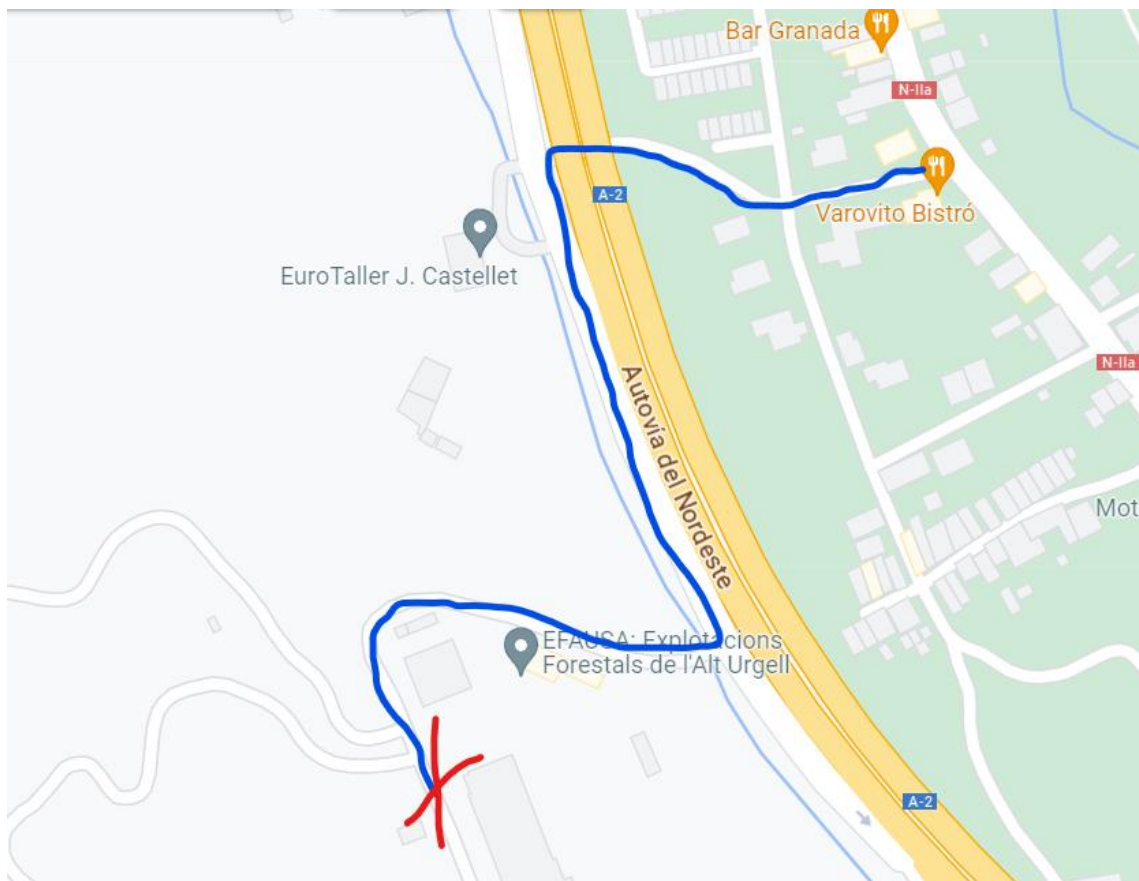 Bar Granada
N-IIa
A-2
Varovito Bistró
EuroTaller J. Castellet
N-IIa
Autovía del Nordeste
Mot
EFAUSA: Explotacions
Forestals de l'Alt Urgell
A-2